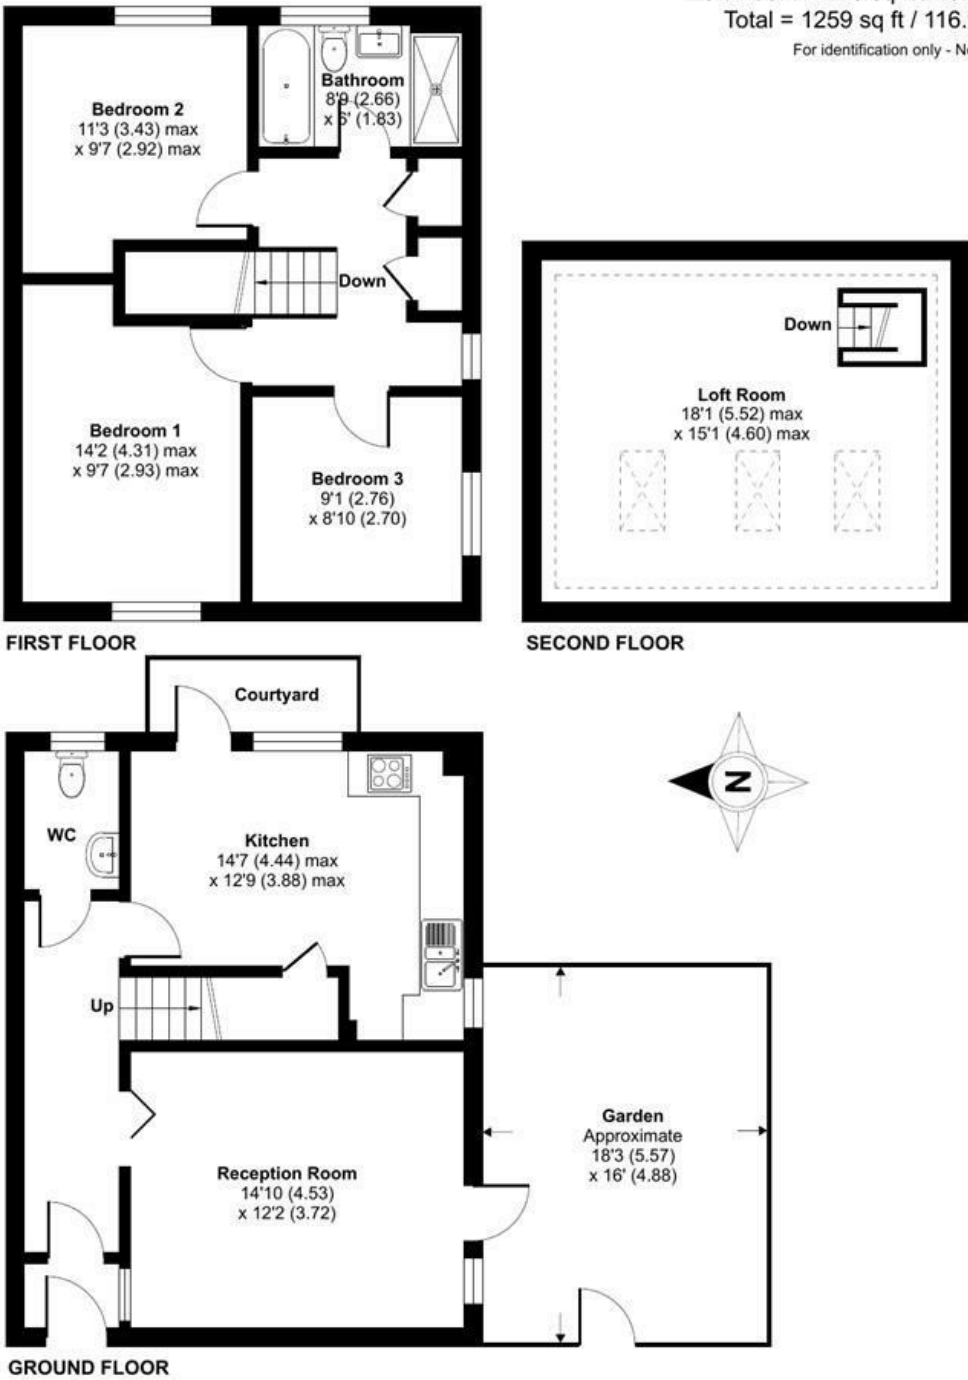 Total = 1259 sq ft / 116.
For identification only - N
Bedroom 2
11'3 (3.43) max
x 9'7 (2.92) max
Bathroom
8'9 (2.66)
x 6' (1.83)
Down
Bedroom 1
14'2 (4.31) max
x 9'7 (2.93) max
Bedroom 3
9'1 (2.76)
x 8'10 (2.70)
FIRST FLOOR
Down
Loft Room
18'1 (5.52) max
x 15'1 (4.60) max
SECOND FLOOR
Courtyard
WC
Kitchen
14'7 (4.44) max
x 12'9 (3.88) max
N
Up
Reception Room
14'10 (4.53)
x 12'2 (3.72)
Garden
Approximate
18'3 (5.57)
x 16' (4.88)
GROUND FLOOR